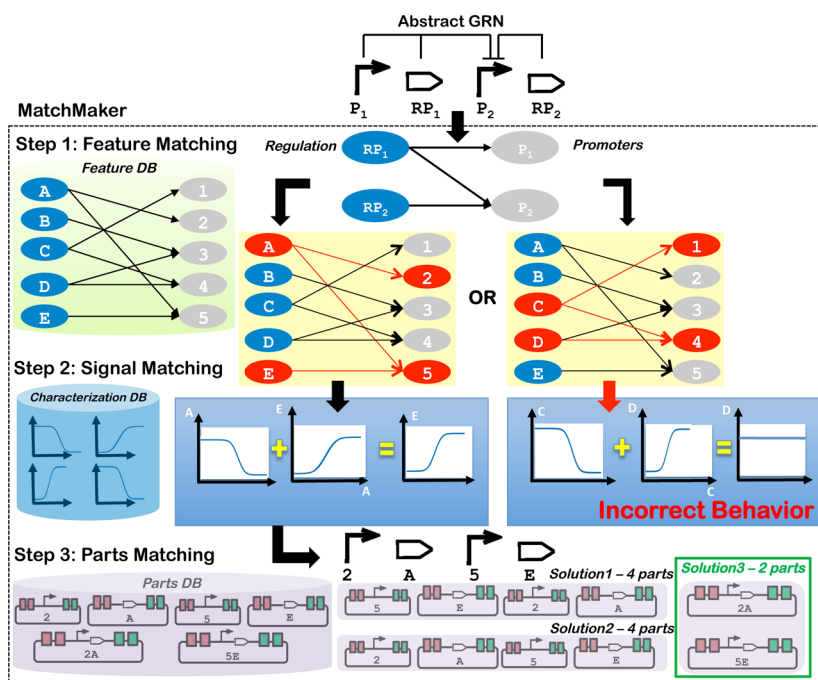 Abstract GRN
P1 RP1 P2 RP2
MatchMaker
Step 1: Feature Matching
Feature DB
A 1
B 2
C 3
D 4
E 5
Regulation RP1 P1 Promoters
RP2 P2
A 1
B 2
C 3
D 4
E 5
OR
A 1
B 2
C 3
D 4
E 5
Step 2: Signal Matching
Characterization DB
A + E A = E
C + D C = D
Incorrect Behavior
Step 3: Parts Matching
2 A 5 E
Parts DB
2 A 5 E
2A 5E
Solution1 – 4 parts
5 E 2 A
Solution2 – 4 parts
2 A 5 E
Solution3 – 2 parts
2A
5E